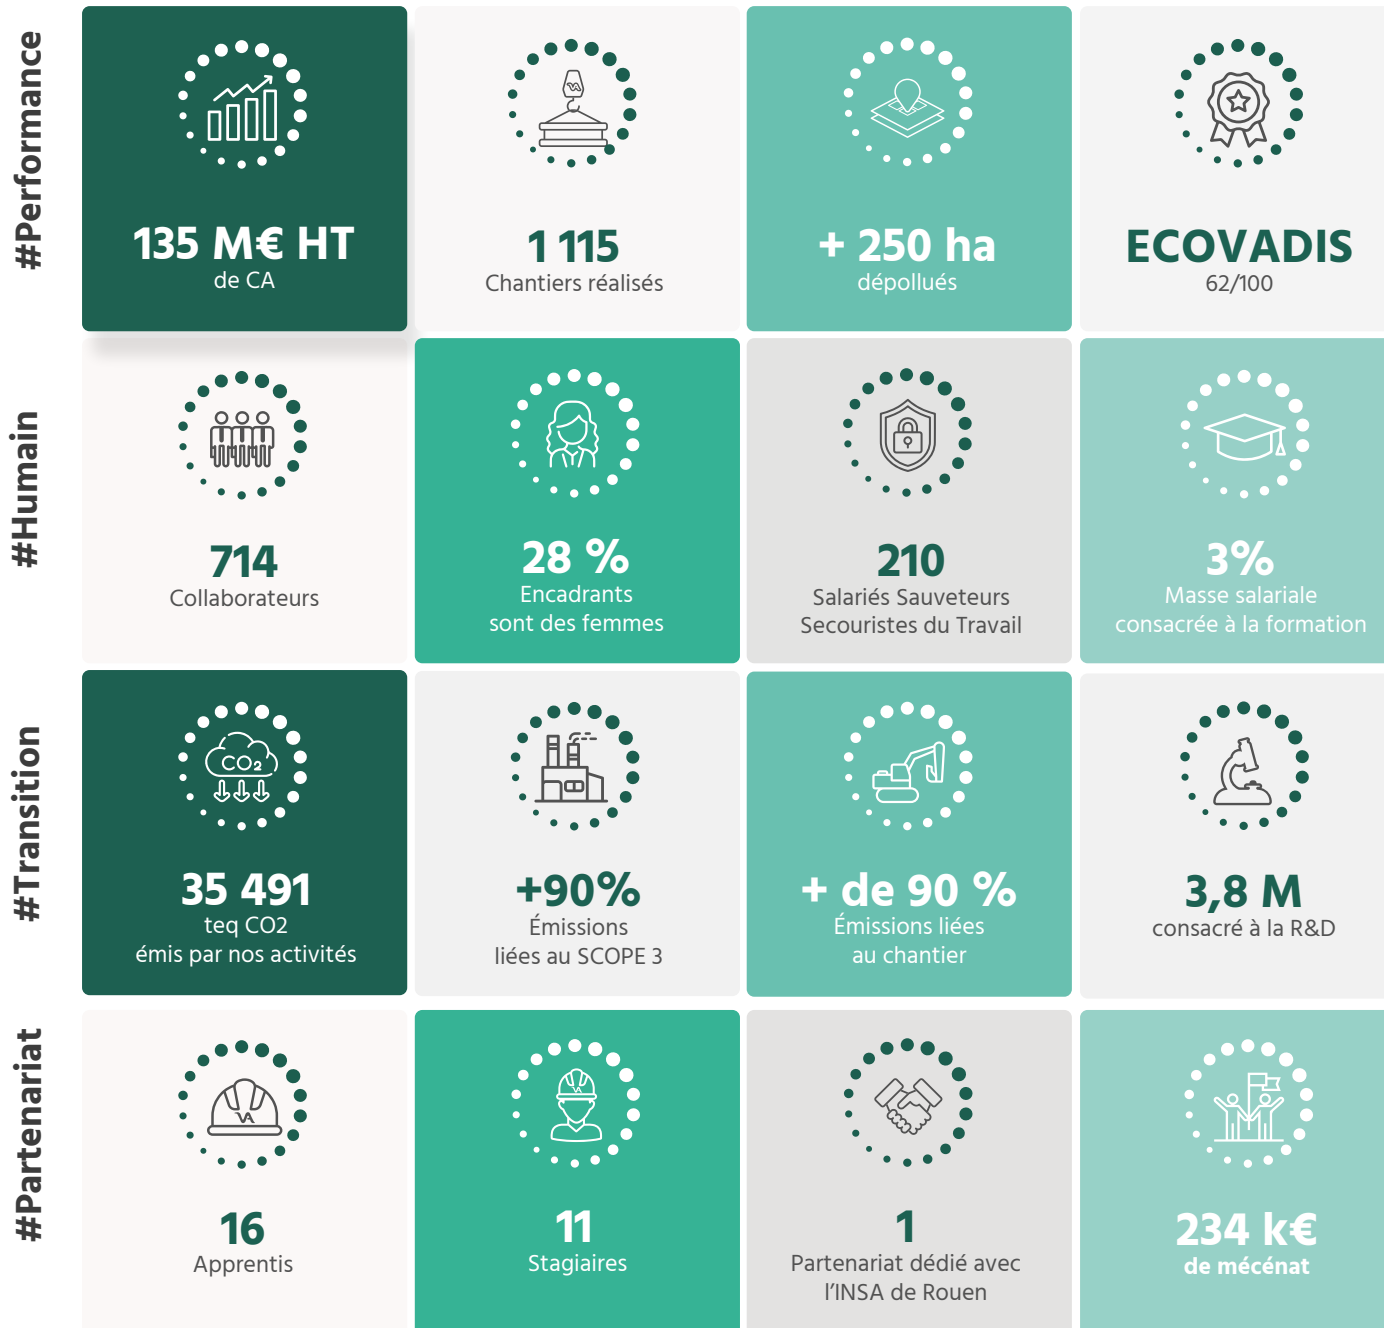 #Performance
135 M€ HT
de CA
1 115
Chantiers réalisés
+ 250 ha
dépollués
ECOVADIS
62/100
#Humain
714
Collaborateurs
28 %
Encadrants
sont des femmes
210
Salariés Sauveteurs
Secouristes du Travail
3%
Masse salariale
consacrée à la formation
#Transition
CO2
35 491
teq CO2
émis par nos activités
+90%
Émissions
liées au SCOPE 3
+ de 90 %
Émissions liées
au chantier
3,8 M
consacré à la R&D
#Partenariat
16
Apprentis
11
Stagiaires
1
Partenariat dédié avec
l’INSA de Rouen
234 k€
de mécénat